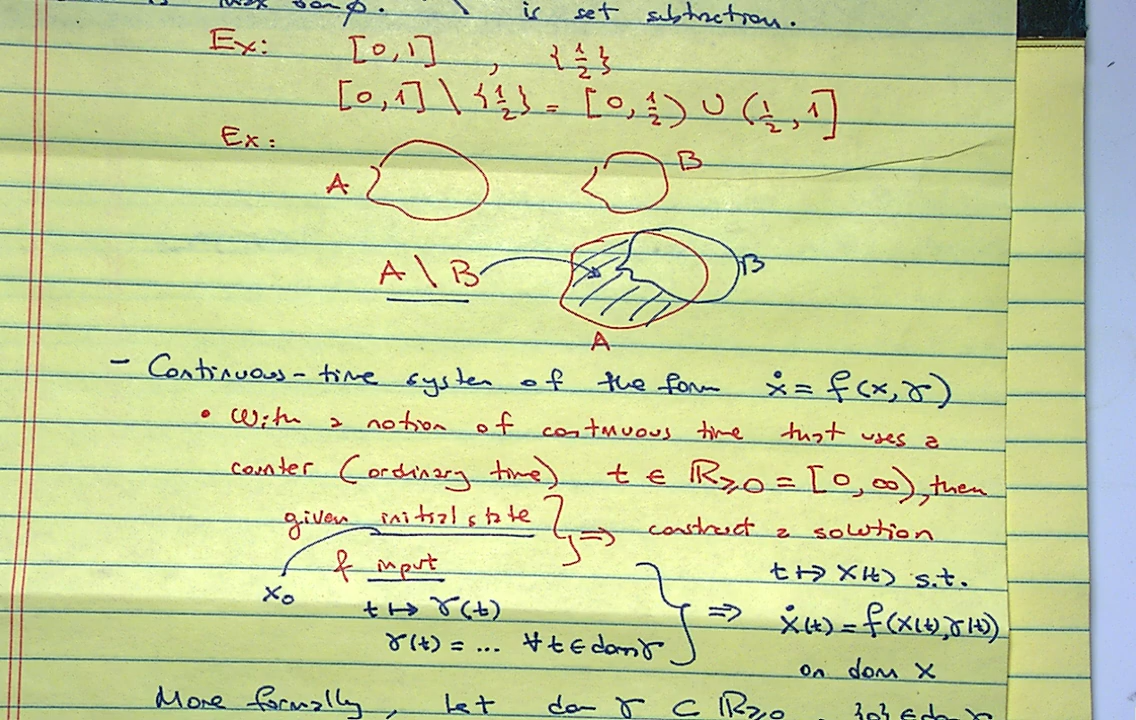 is set subtraction.
Ex: [0,1] , {1/2}
[0,1] \ {1/2} = [0,1/2) ∪ (1/2,1]
Ex:
A B
A \ B B
A
- Continuous-time system of the form ẋ = f(x,γ)
• With a notion of continuous time that uses a
counter (ordinary time) t ∈ ℝ≥0 = [0,∞), then
given initial state } ⇒ construct a solution
& input t ↦ x(t) s.t.
x0 t ↦ γ(t) } ⇒ ẋ(t) = f(x(t),γ(t))
γ(t) = ... ∀ t ∈ dom γ
on dom x
More formally, let dom γ ⊂ ℝ≥0, {0} ∈ dom γ